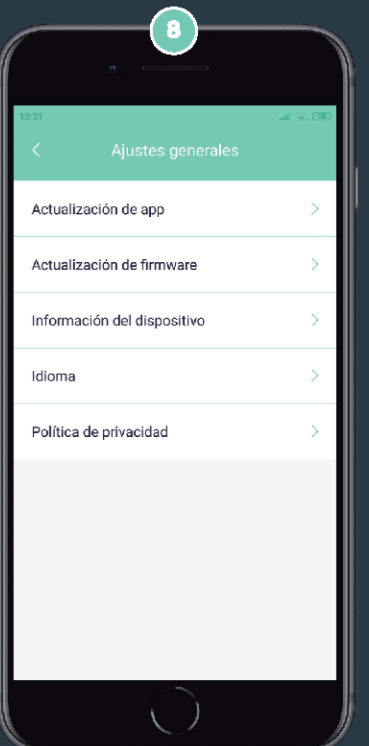 8
13:31
Ajustes generales
Actualización de app
Actualización de firmware
Información del dispositivo
Idioma
Política de privacidad